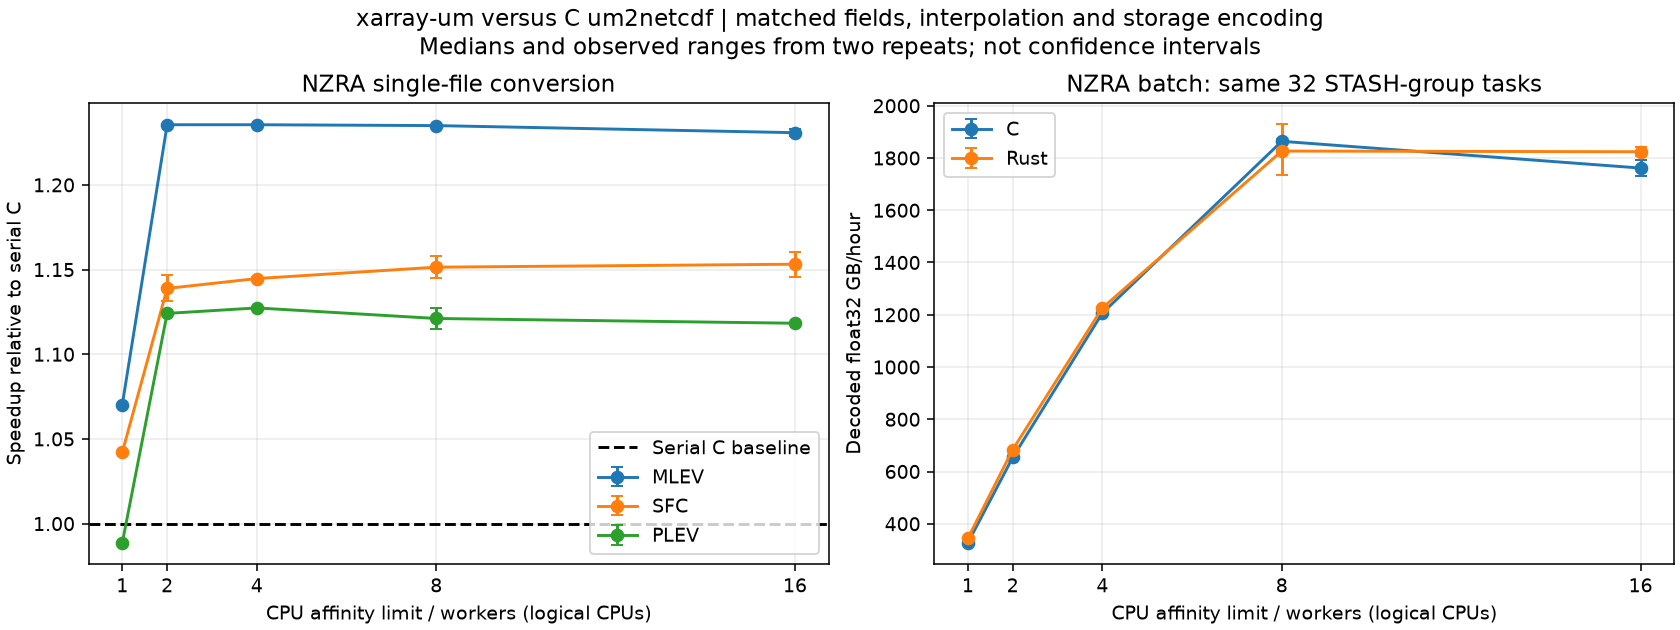 xarray-um versus C um2netcdf | matched fields, interpolation and storage encoding
Medians and observed ranges from two repeats; not confidence intervals
NZRA single-file conversion
Speedup relative to serial C
1.20
1.15
1.10
1.05
1.00
Serial C baseline
MLEV
SFC
PLEV
1 2 4 8 16
CPU affinity limit / workers (logical CPUs)
NZRA batch: same 32 STASH-group tasks
Decoded float32 GB/hour
2000
1800
1600
1400
1200
1000
800
600
400
C
Rust
1 2 4 8 16
CPU affinity limit / workers (logical CPUs)